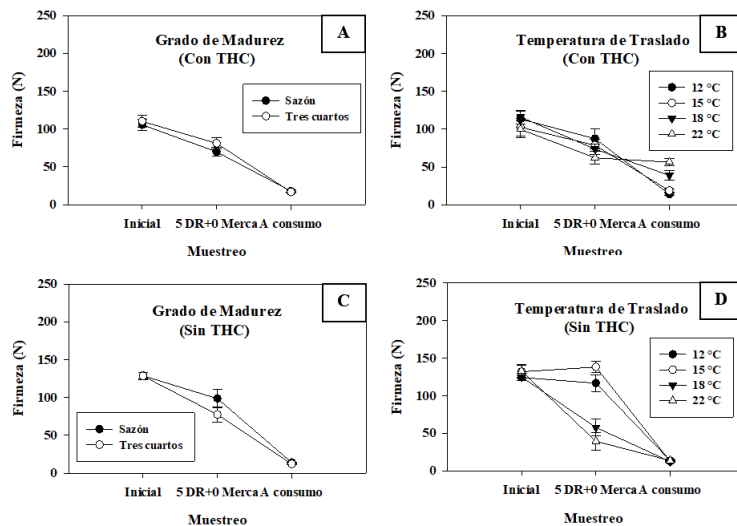 A
Grado de Madurez
(Con THC)
Sazón
Tres cuartos
Firmeza (N)
250
200
150
100
50
0
Inicial
5 DR+0 Merca
A consumo
Muestreo
B
Temperatura de Traslado
(Con THC)
12 °C
15 °C
18 °C
22 °C
Firmeza (N)
250
200
150
100
50
0
Inicial
5 DR+0 Merca
A consumo
Muestreo
C
Grado de Madurez
(Sin THC)
Sazón
Tres cuartos
Firmeza (N)
250
200
150
100
50
0
Inicial
5 DR+0 Merca
A consumo
Muestreo
D
Temperatura de Traslado
(Sin THC)
12 °C
15 °C
18 °C
22 °C
Firmeza (N)
250
200
150
100
50
0
Inicial
5 DR+0 Merca
A consumo
Muestreo